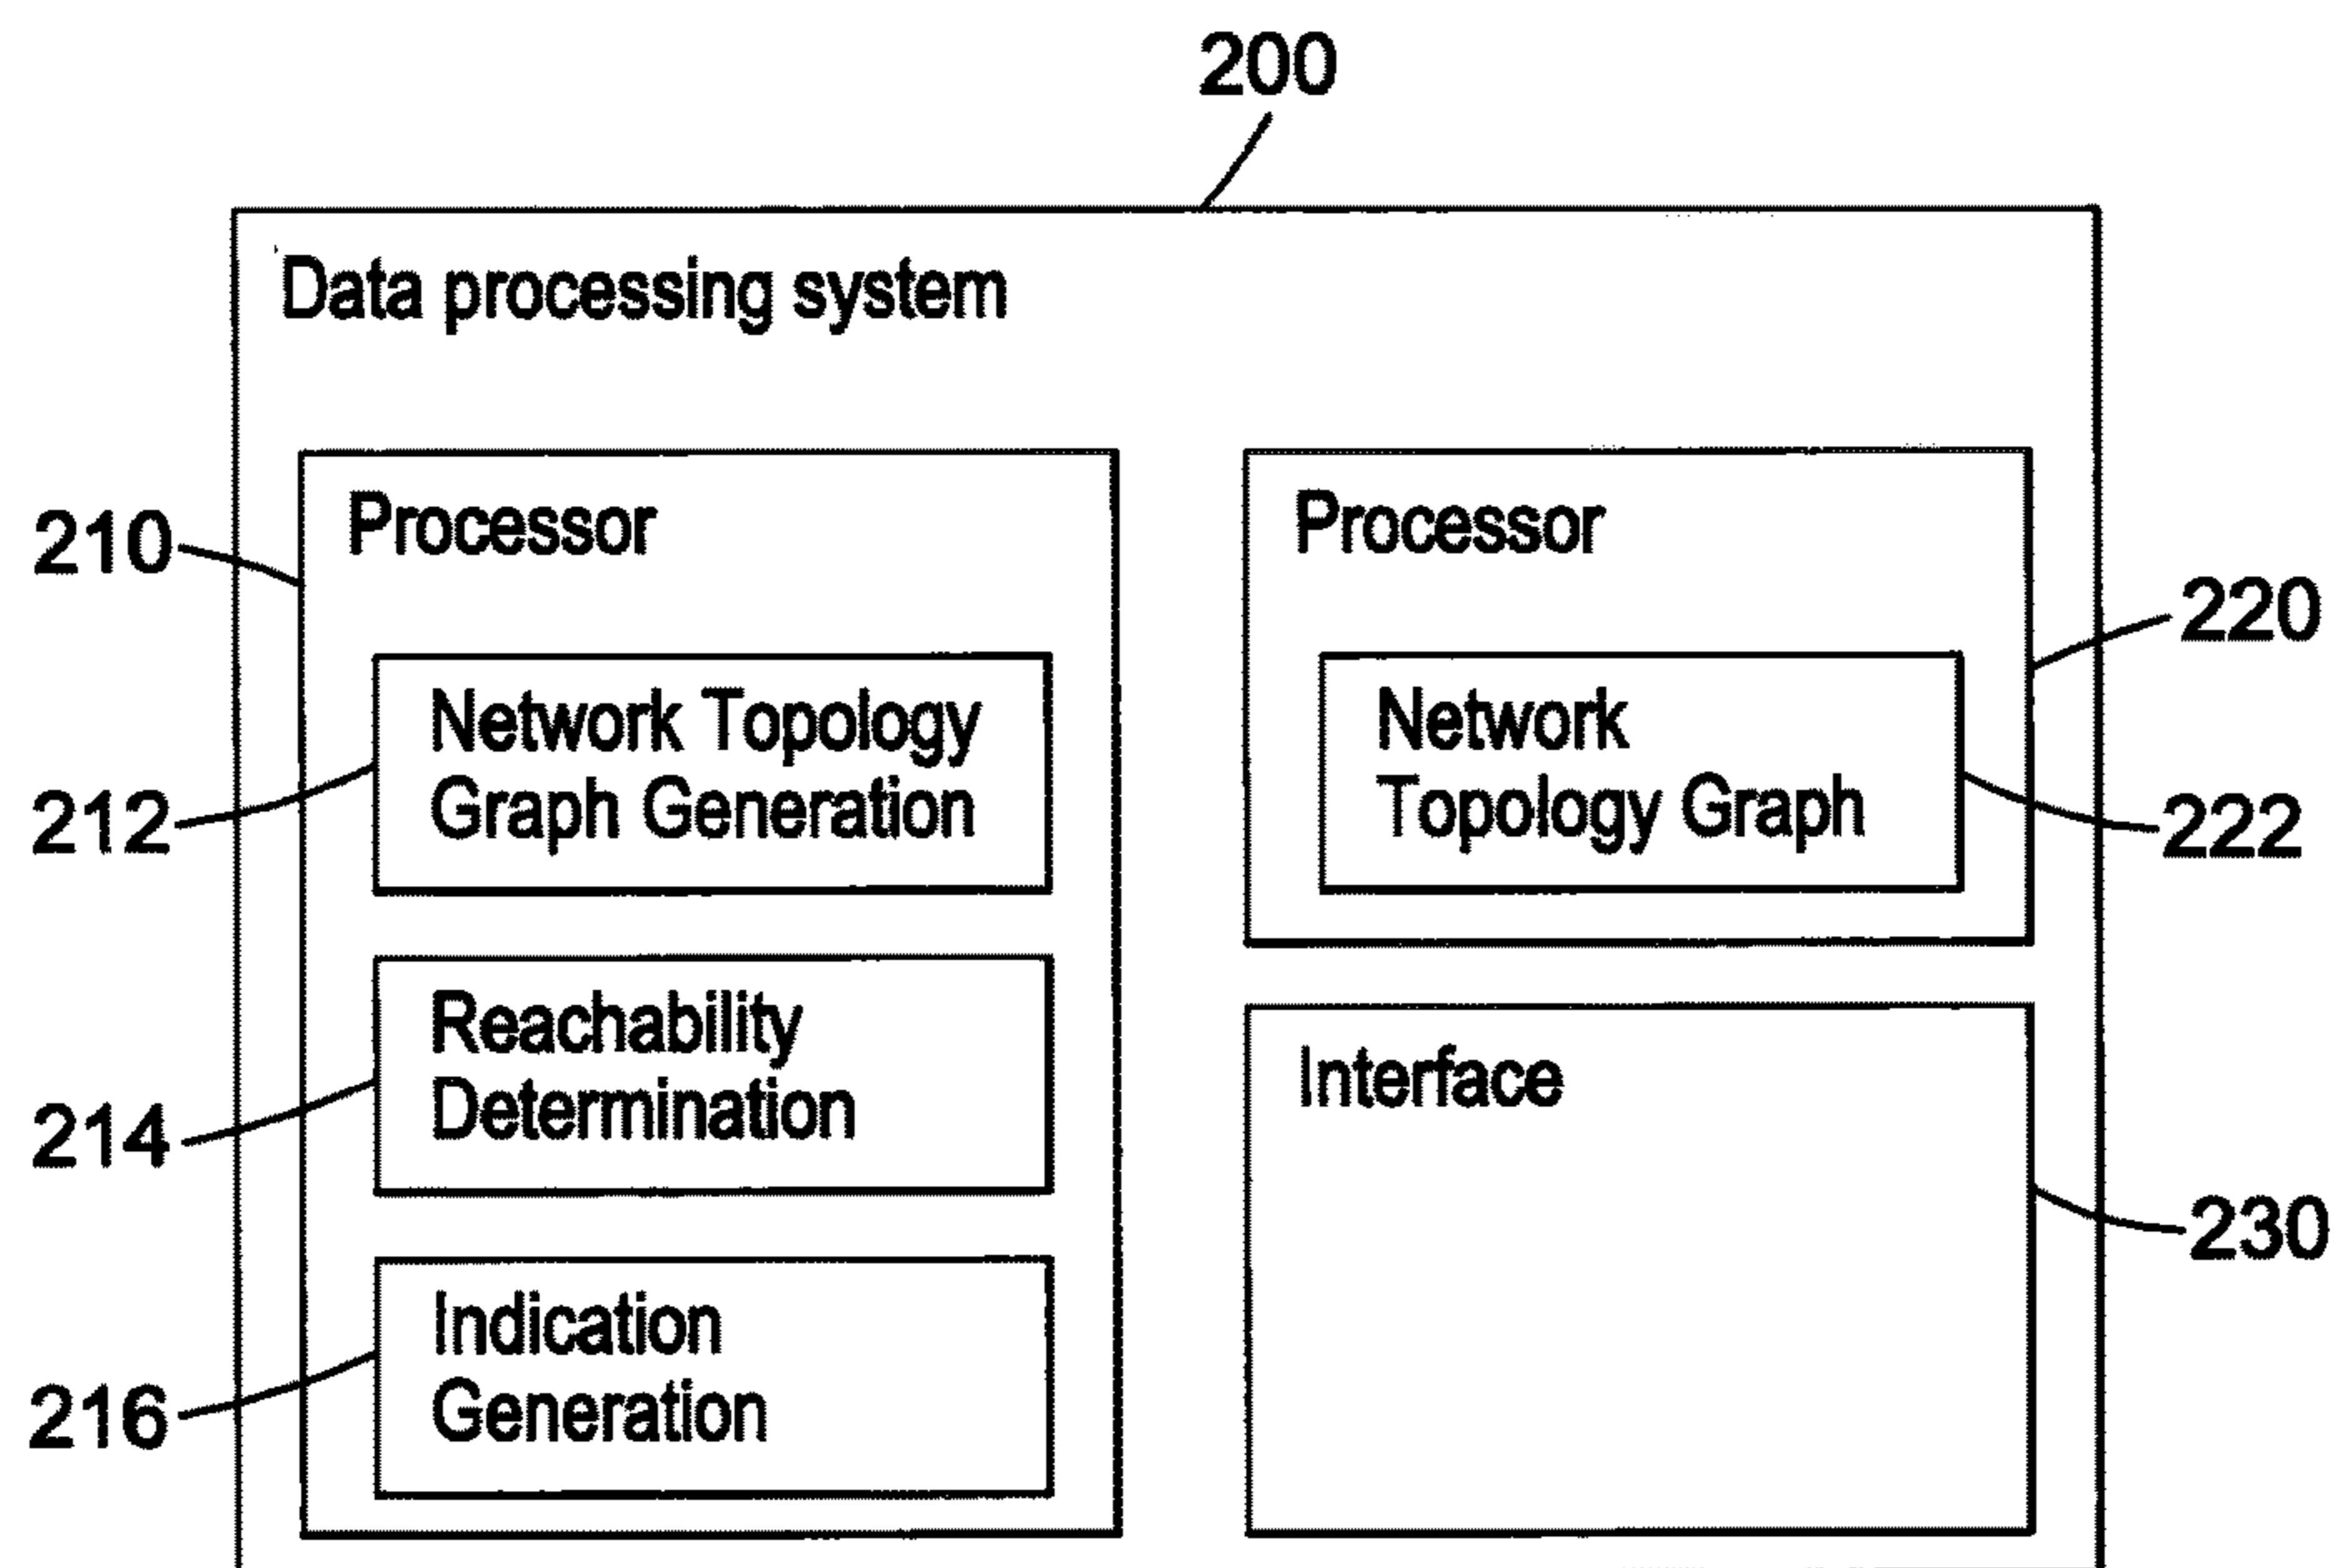 200
Data processing system
210
Processor
212
Network Topology
Graph Generation
214
Reachability
Determination
216
Indication
Generation
Processor
220
Network
Topology Graph
222
Interface
230